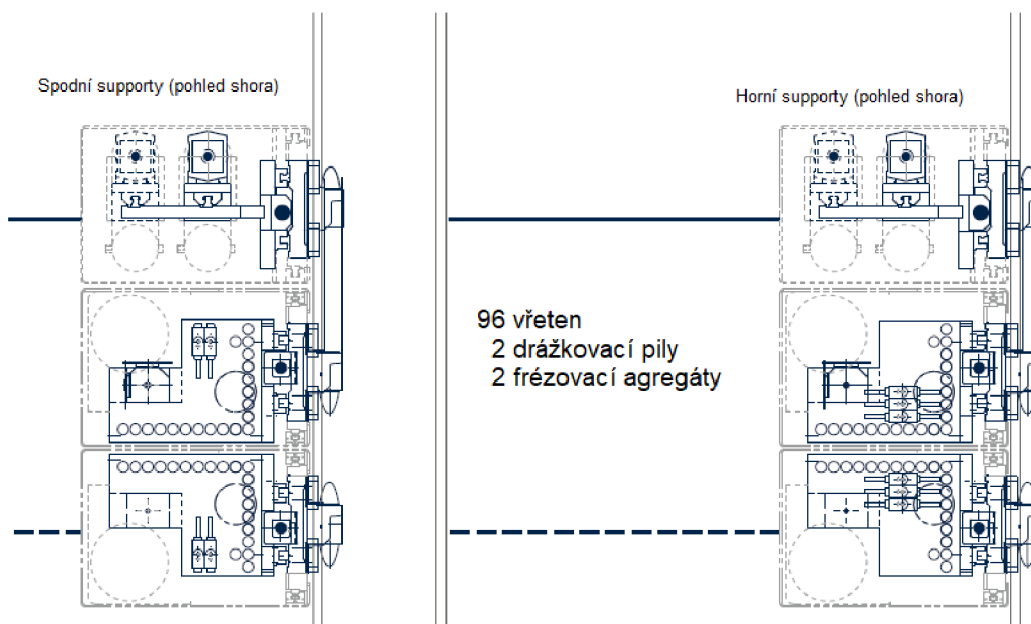 Spodní supporty (pohled shora)
Horní supporty (pohled shora)
96 vřeten
2 drážkovací pily
2 frézovací agregáty